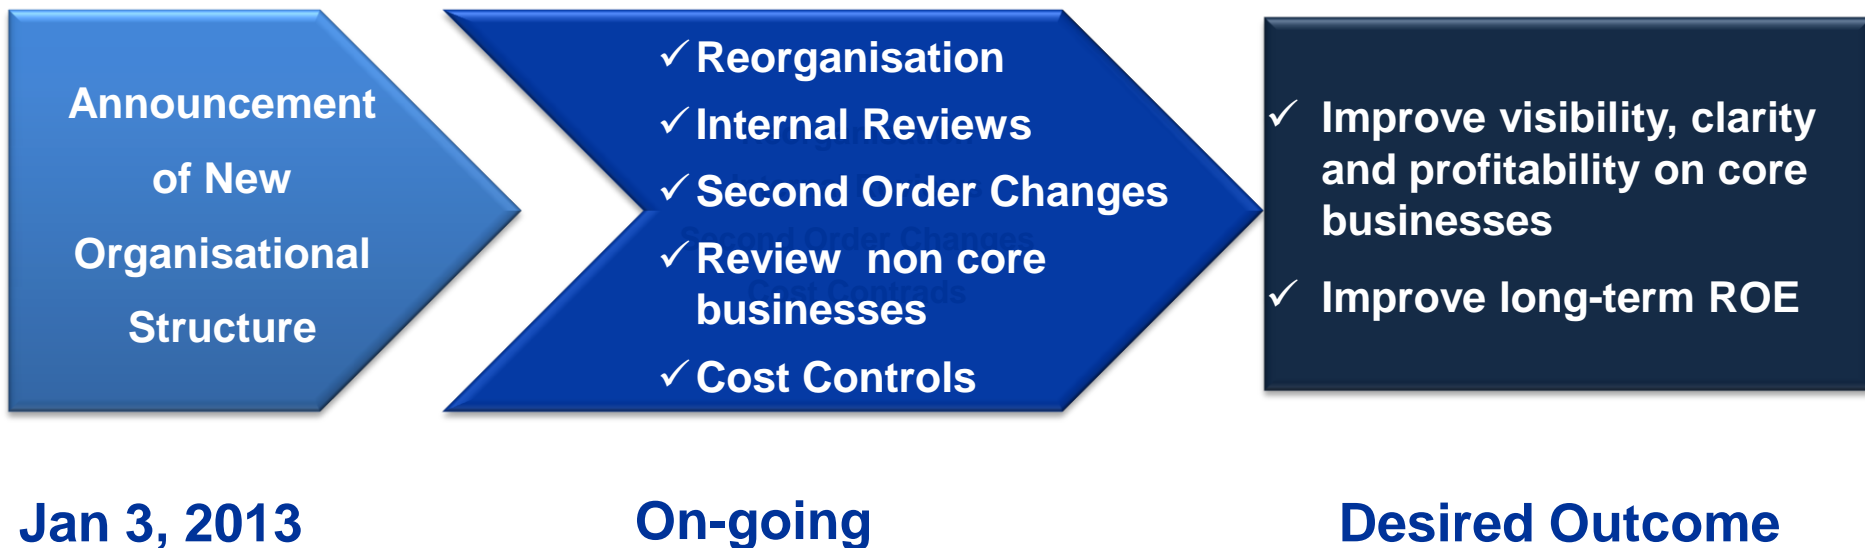 Announcement
of New
Organisational
Structure
✓ Reorganisation
✓ Internal Reviews
✓ Second Order Changes
✓ Review  non core
businesses
✓ Cost Controls
✓ Improve visibility, clarity
and profitability on core
businesses
✓ Improve long-term ROE
Jan 3, 2013
On-going
Desired Outcome